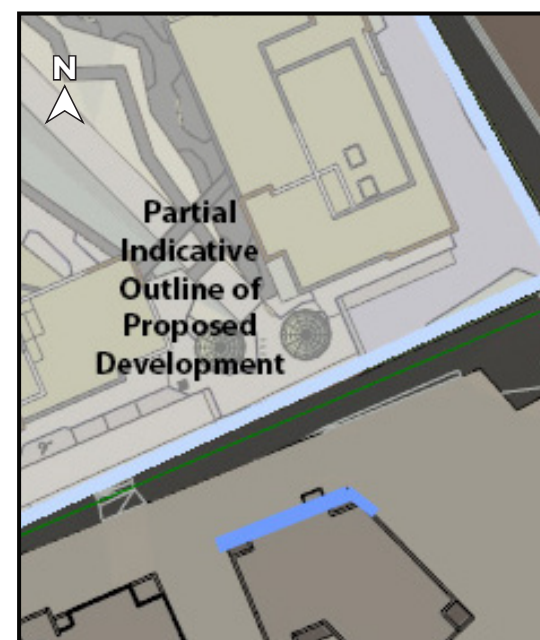 N
Partial
Indicative
Outline of
Proposed
Development